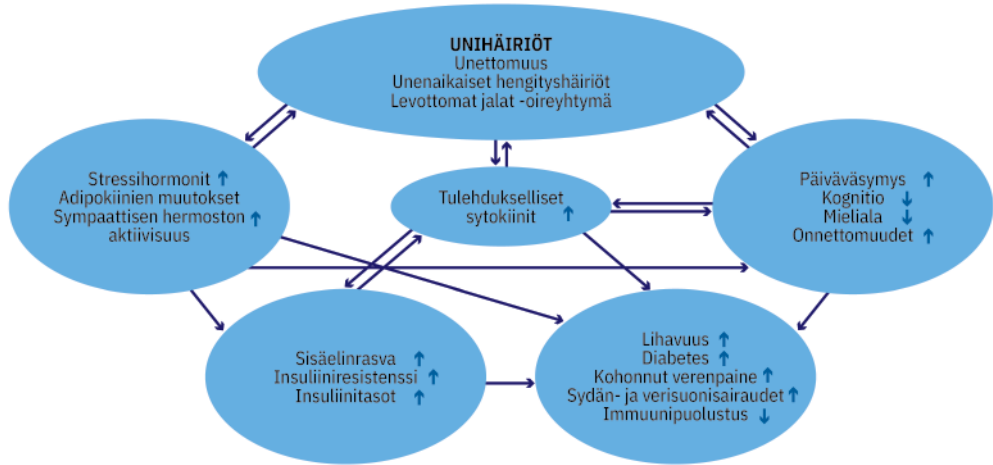 UNIHÄIRIÖT
Unettomuus
Unenaikaiset hengityshäiriöt
Levottomat jalat -oireyhtymä
Stressihormonit ↑
Adipokiinien muutokset
Sympaattisen hermoston ↑
aktiivisuus
Tulehdukselliset
sytokiinit ↑
Päiväväsymys ↑
Kognitio ↓
Mieliala ↓
Onnettomuudet ↑
Sisäelinrasva ↑
Insuliiniresistenssi ↑
Insuliinitasot ↑
Lihavuus ↑
Diabetes ↑
Kohonnut verenpaine ↑
Sydän- ja verisuonisairaudet ↑
Immuunipuolustus ↓